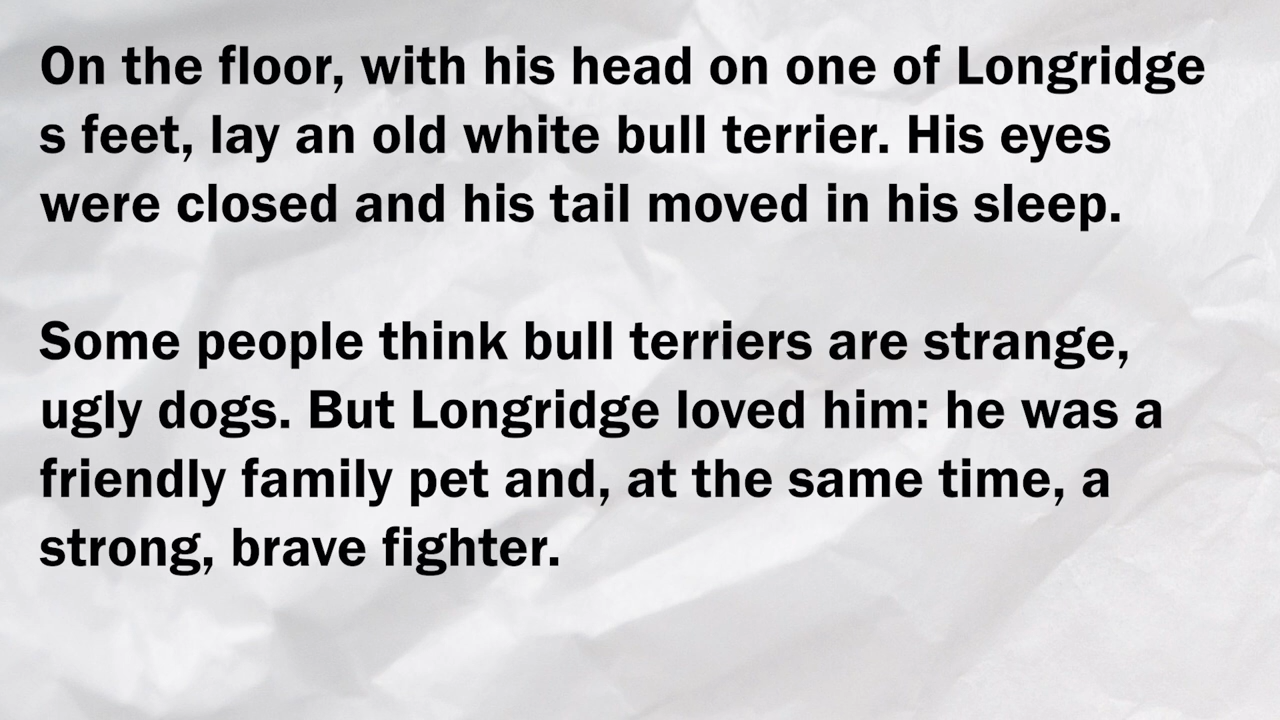 On the floor, with his head on one of Longridge
s feet, lay an old white bull terrier. His eyes
were closed and his tail moved in his sleep.
Some people think bull terriers are strange,
ugly dogs. But Longridge loved him: he was a
friendly family pet and, at the same time, a
strong, brave fighter.